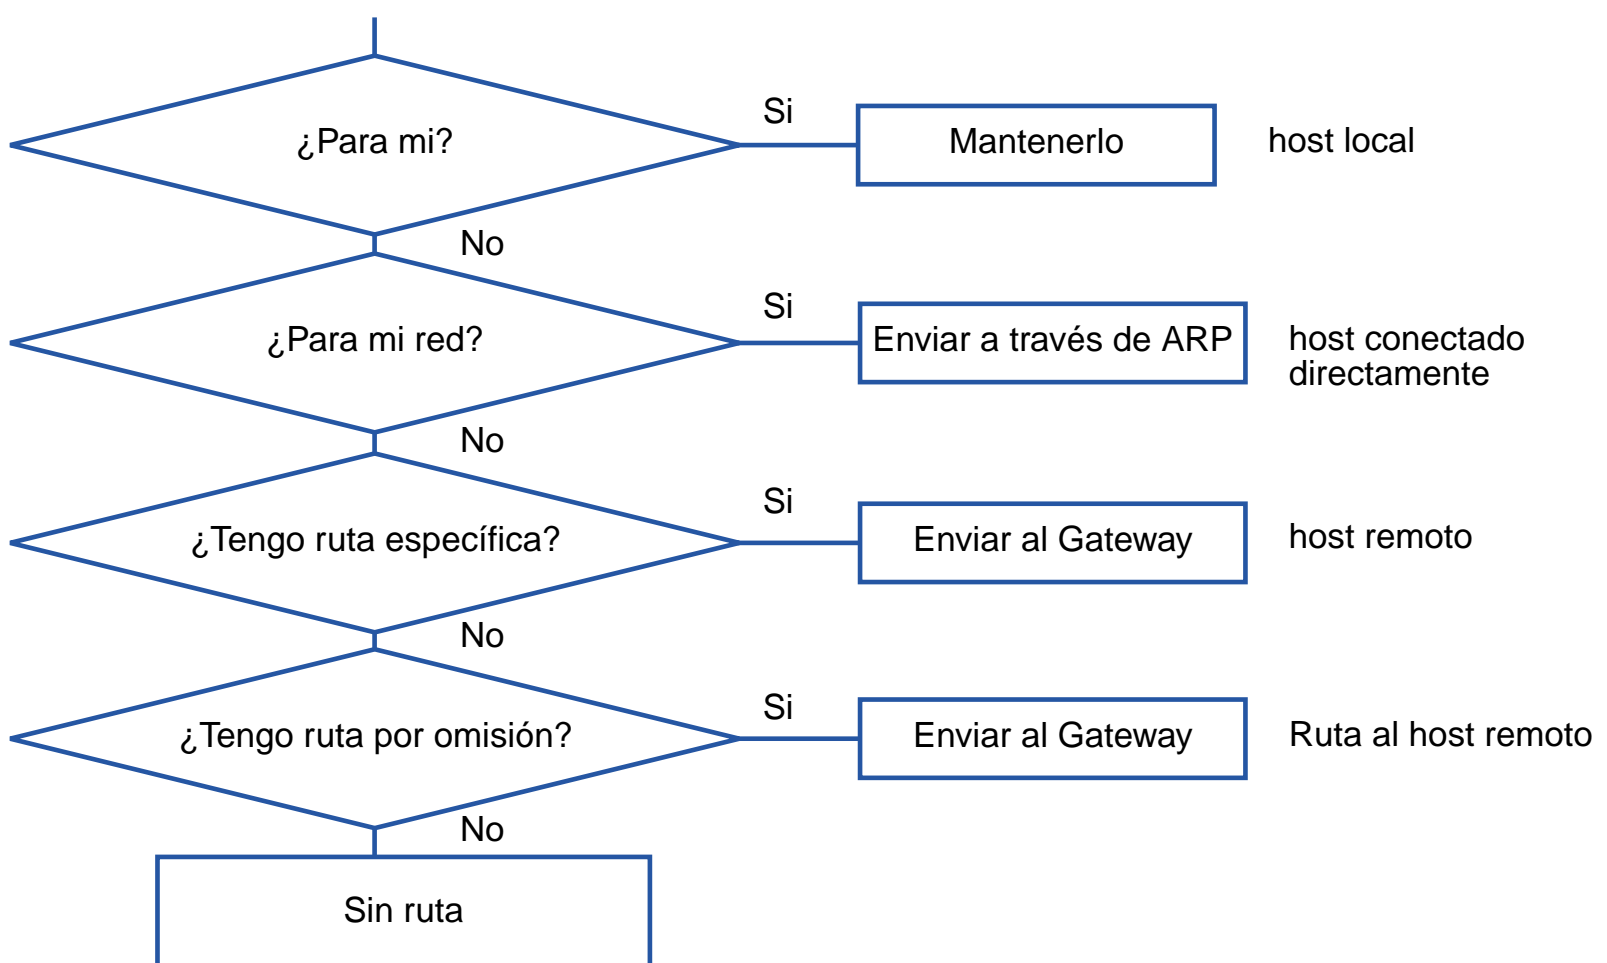 Si
¿Para mi?
Mantenerlo
host local
No
Si
¿Para mi red?
Enviar a través de ARP
host conectado
directamente
No
Si
¿Tengo ruta específica?
Enviar al Gateway
host remoto
No
Si
¿Tengo ruta por omisión?
Enviar al Gateway
Ruta al host remoto
No
Sin ruta